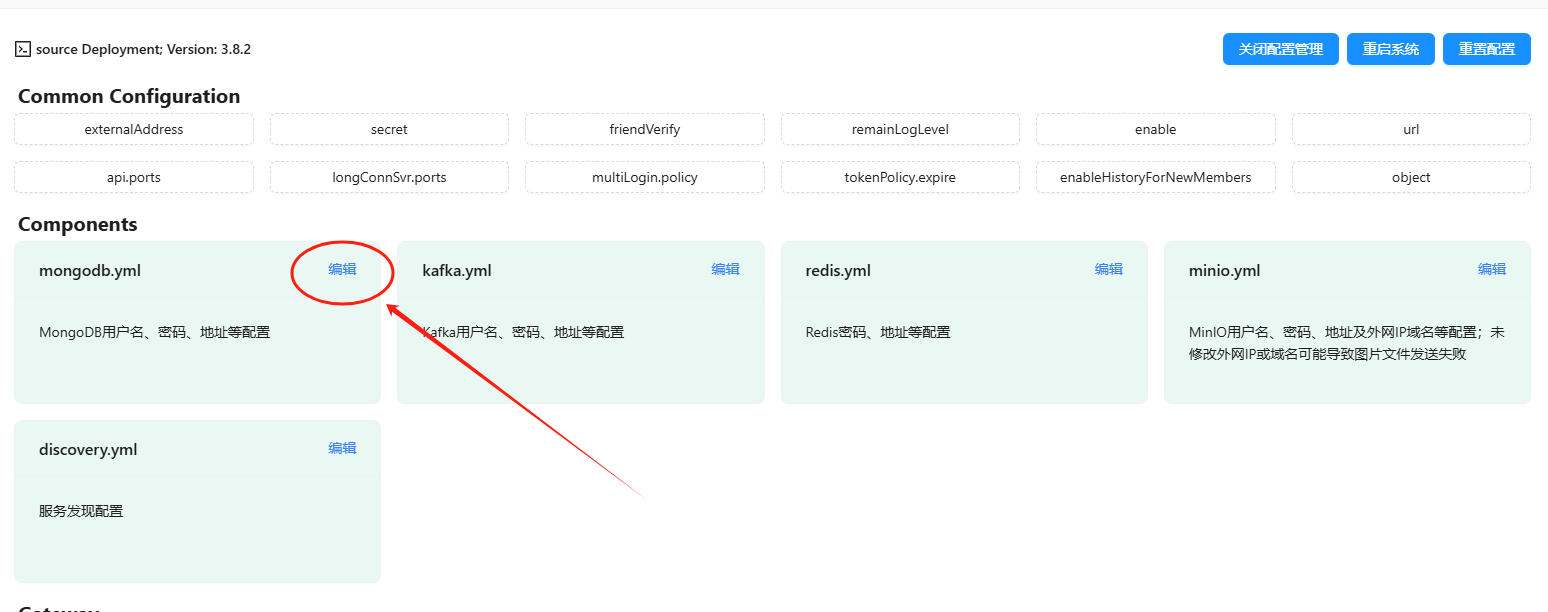 source Deployment; Version: 3.8.2
关闭配置管理
重启系统
重置配置
Common Configuration
externalAddress
secret
friendVerify
remainLogLevel
enable
url
api.ports
longConnSvr.ports
multiLogin.policy
tokenPolicy.expire
enableHistoryForNewMembers
object
Components
mongodb.yml
编辑
kafka.yml
编辑
redis.yml
编辑
minio.yml
编辑
MongoDB用户名、密码、地址等配置
Kafka用户名、密码、地址等配置
Redis密码、地址等配置
MinIO用户名、密码、地址及外网IP域名等配置；未
修改外网IP或域名可能导致图片文件发送失败
discovery.yml
编辑
服务发现配置